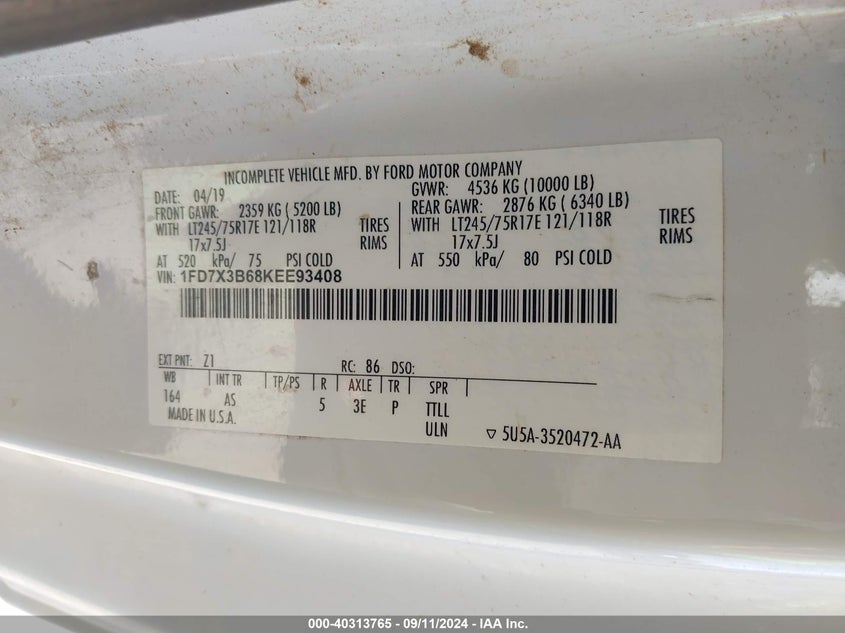 INCOMPLETE VEHICLE MFD. BY FORD MOTOR COMPANY
DATE: 04/19 GVWR: 4536 KG (10000 LB)
FRONT GAWR: 2359 KG ( 5200 LB) REAR GAWR: 2876 KG ( 6340 LB)
WITH LT245/75R17E 121/118R TIRES WITH LT245/75R17E 121/118R TIRES
17x7.5J RIMS 17x7.5J RIMS
AT 520 kPa/ 75 PSI COLD AT 550 kPa/ 80 PSI COLD
VIN: 1FD7X3B68KEE93408
EXT PNT: Z1 RC: 86 DSO:
WB INT TR TP/PS R AXLE TR SPR
164 AS 5 3E P TTLL
MADE IN U.S.A. ULN ▽ 5U5A-3520472-AA
000-40313765 - 09/11/2024 - IAA Inc.